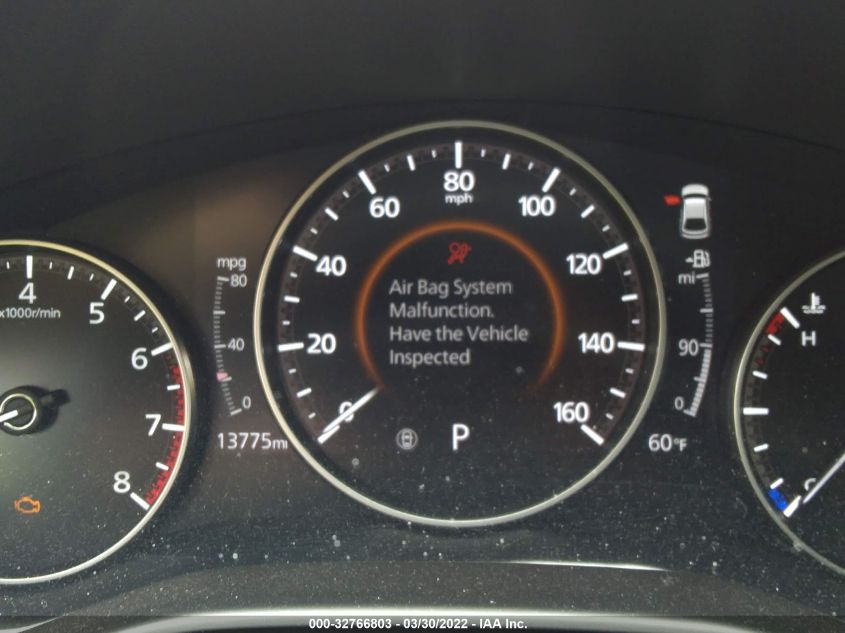 80
mph
60
100
mpg
80
40
120
mi
4
x1000r/min
5
Air Bag System
Malfunction.
Have the Vehicle
Inspected
H
6
40
20
140
90
7
0
0
160
0
13775mi
P
60°F
8
C
000-32766803 - 03/30/2022 - IAA Inc.